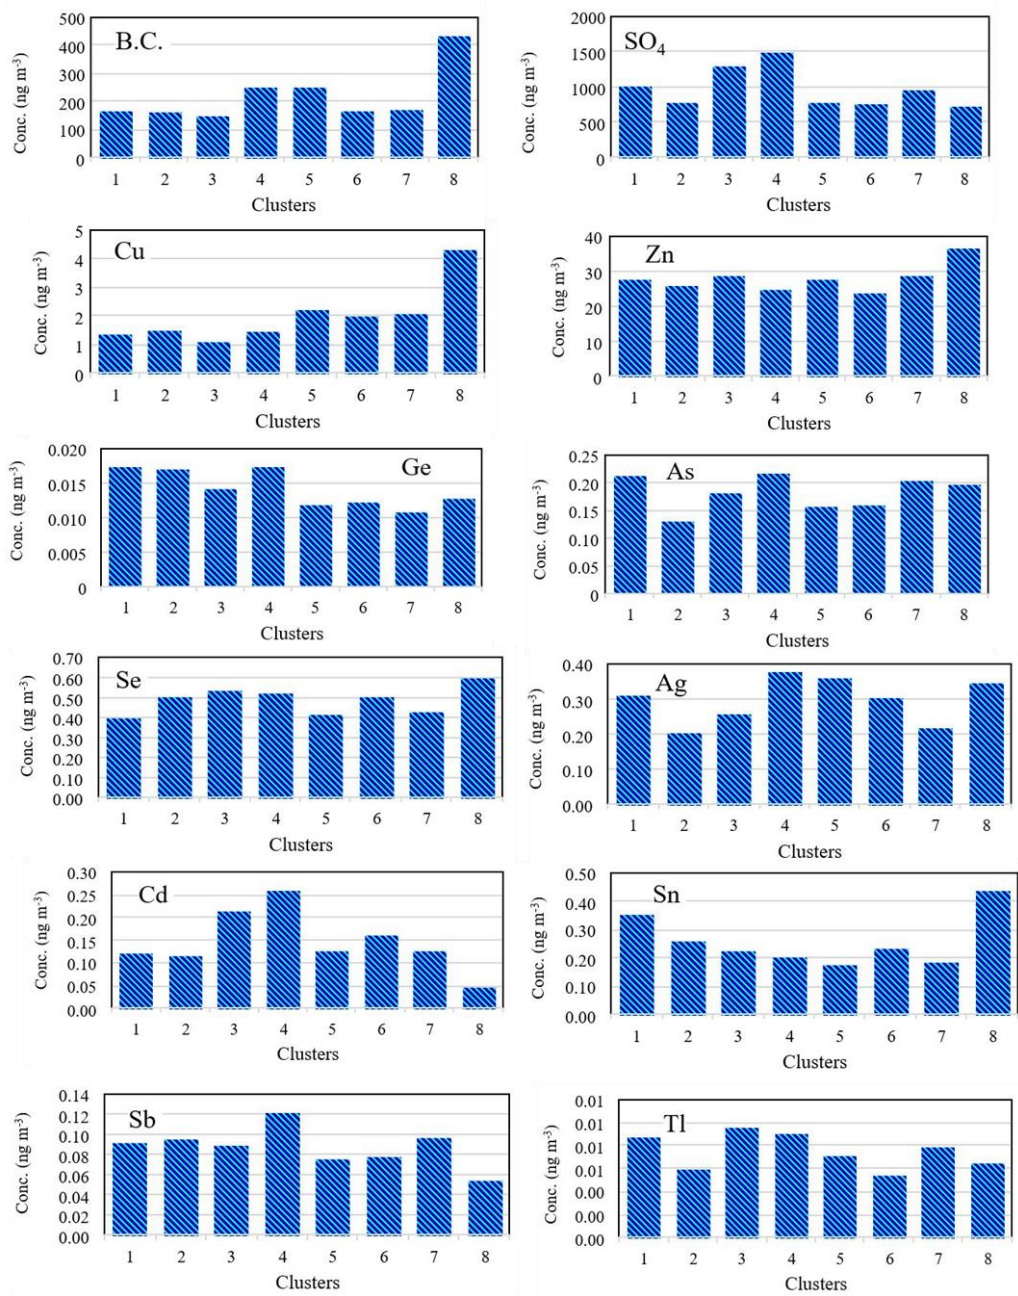 B.C.
Conc. (ng m⁻³)
500
400
300
200
100
0
1 2 3 4 5 6 7 8
Clusters
SO₄
Conc. (ng m⁻³)
2000
1500
1000
500
0
1 2 3 4 5 6 7 8
Clusters
Cu
Conc. (ng m⁻³)
5
4
3
2
1
0
1 2 3 4 5 6 7 8
Clusters
Zn
Conc. (ng m⁻³)
40
30
20
10
0
1 2 3 4 5 6 7 8
Clusters
Ge
Conc. (ng m⁻³)
0.020
0.015
0.010
0.005
0
1 2 3 4 5 6 7 8
Clusters
As
Conc. (ng m⁻³)
0.25
0.20
0.15
0.10
0.05
0
1 2 3 4 5 6 7 8
Clusters
Se
Conc. (ng m⁻³)
0.70
0.60
0.50
0.40
0.30
0.20
0.10
0.00
1 2 3 4 5 6 7 8
Clusters
Ag
Conc. (ng m⁻³)
0.40
0.30
0.20
0.10
0.00
1 2 3 4 5 6 7 8
Clusters
Cd
Conc. (ng m⁻³)
0.30
0.25
0.20
0.15
0.10
0.05
0.00
1 2 3 4 5 6 7 8
Clusters
Sn
Conc. (ng m⁻³)
0.50
0.40
0.30
0.20
0.10
0.00
1 2 3 4 5 6 7 8
Clusters
Sb
Conc. (ng m⁻³)
0.14
0.12
0.10
0.08
0.06
0.04
0.02
0.00
1 2 3 4 5 6 7 8
Clusters
Tl
Conc. (ng m⁻³)
0.01
0.01
0.01
0.01
0.00
0.00
0.00
1 2 3 4 5 6 7 8
Clusters